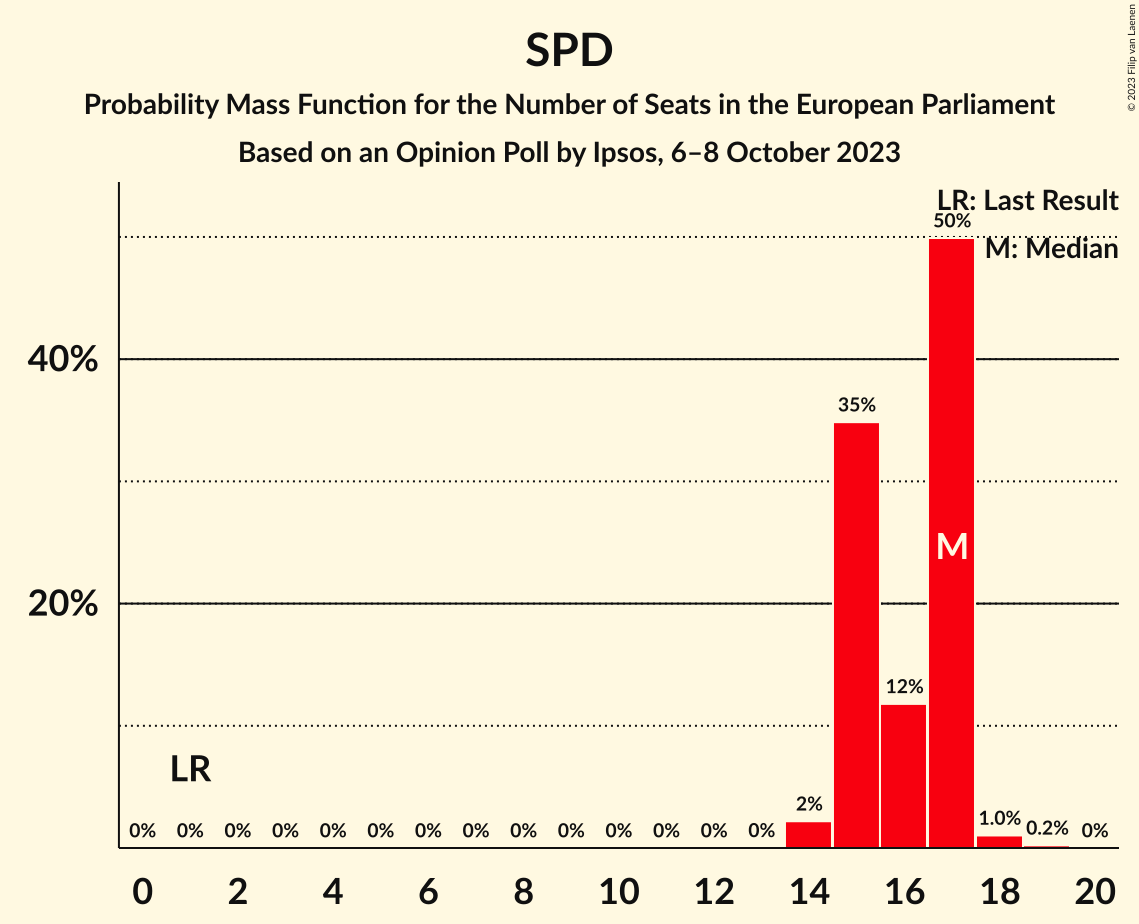 SPD
Probability Mass Function for the Number of Seats in the European Parliament
Based on an Opinion Poll by Ipsos, 6–8 October 2023
© 2023 Filip van Laenen
LR: Last Result
50%
M: Median
40%
35%
M
20%
12%
LR
2%
1.0%
0.2%
0% 0% 0% 0% 0% 0% 0% 0% 0% 0% 0% 0% 0% 0% 0%
0 2 4 6 8 10 12 14 16 18 20